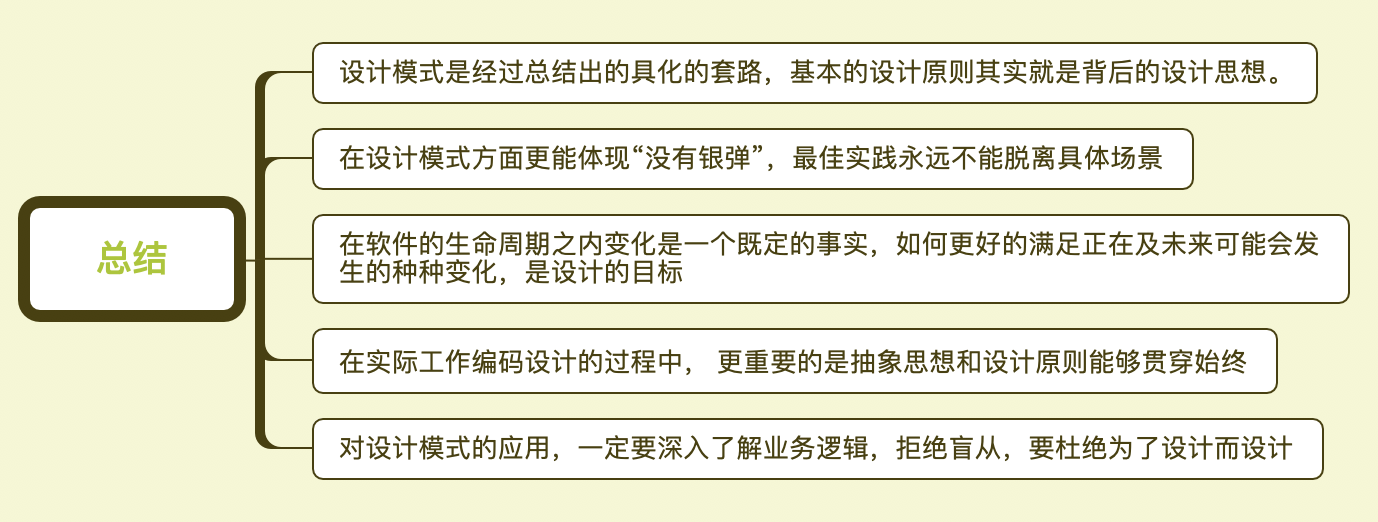 总结
设计模式是经过总结出的具化的套路，基本的设计原则其实就是背后的设计思想。
在设计模式方面更能体现“没有银弹”，最佳实践永远不能脱离具体场景
在软件的生命周期之内变化是一个既定的事实，如何更好的满足正在及未来可能会发
生的种种变化，是设计的目标
在实际工作编码设计的过程中， 更重要的是抽象思想和设计原则能够贯穿始终
对设计模式的应用，一定要深入了解业务逻辑，拒绝盲从，要杜绝为了设计而设计